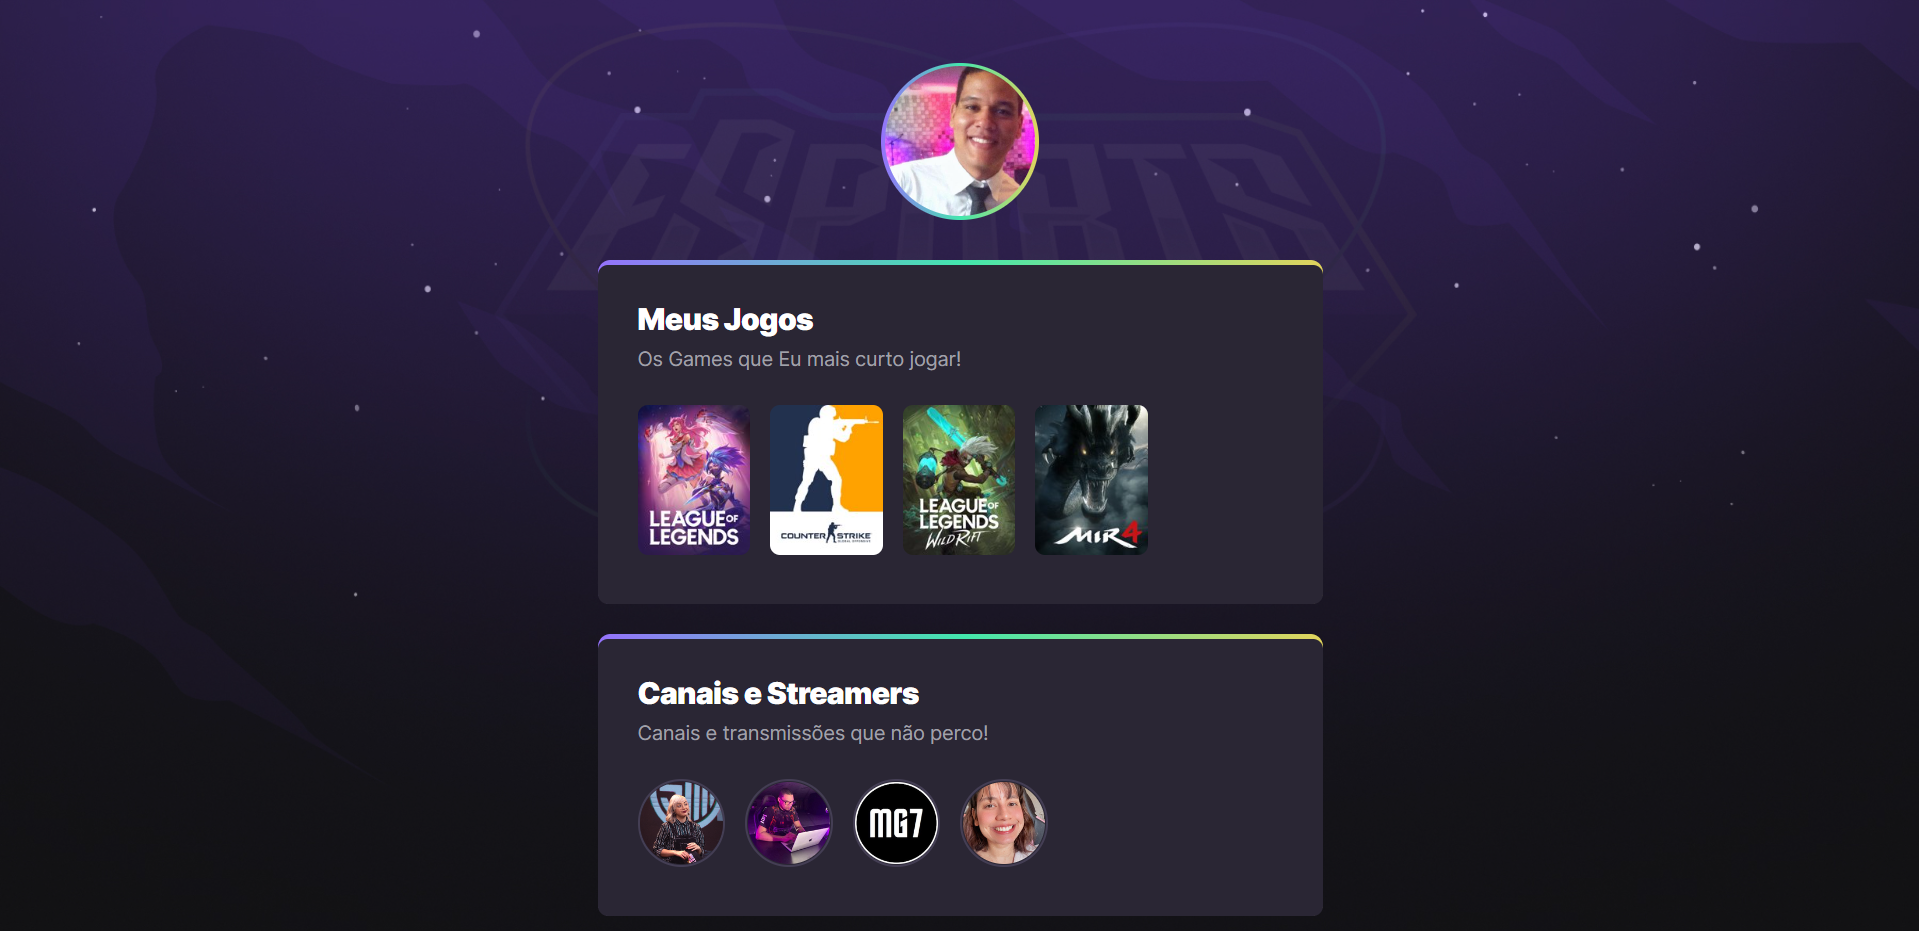 ESPORTS
Meus Jogos
Os Games que Eu mais curto jogar!
LEAGUE OF
LEGENDS
COUNTER STRIKE
LEAGUE OF
LEGENDS
WILD RIFT
MIR4
Canais e Streamers
Canais e transmissões que não perco!
MG7